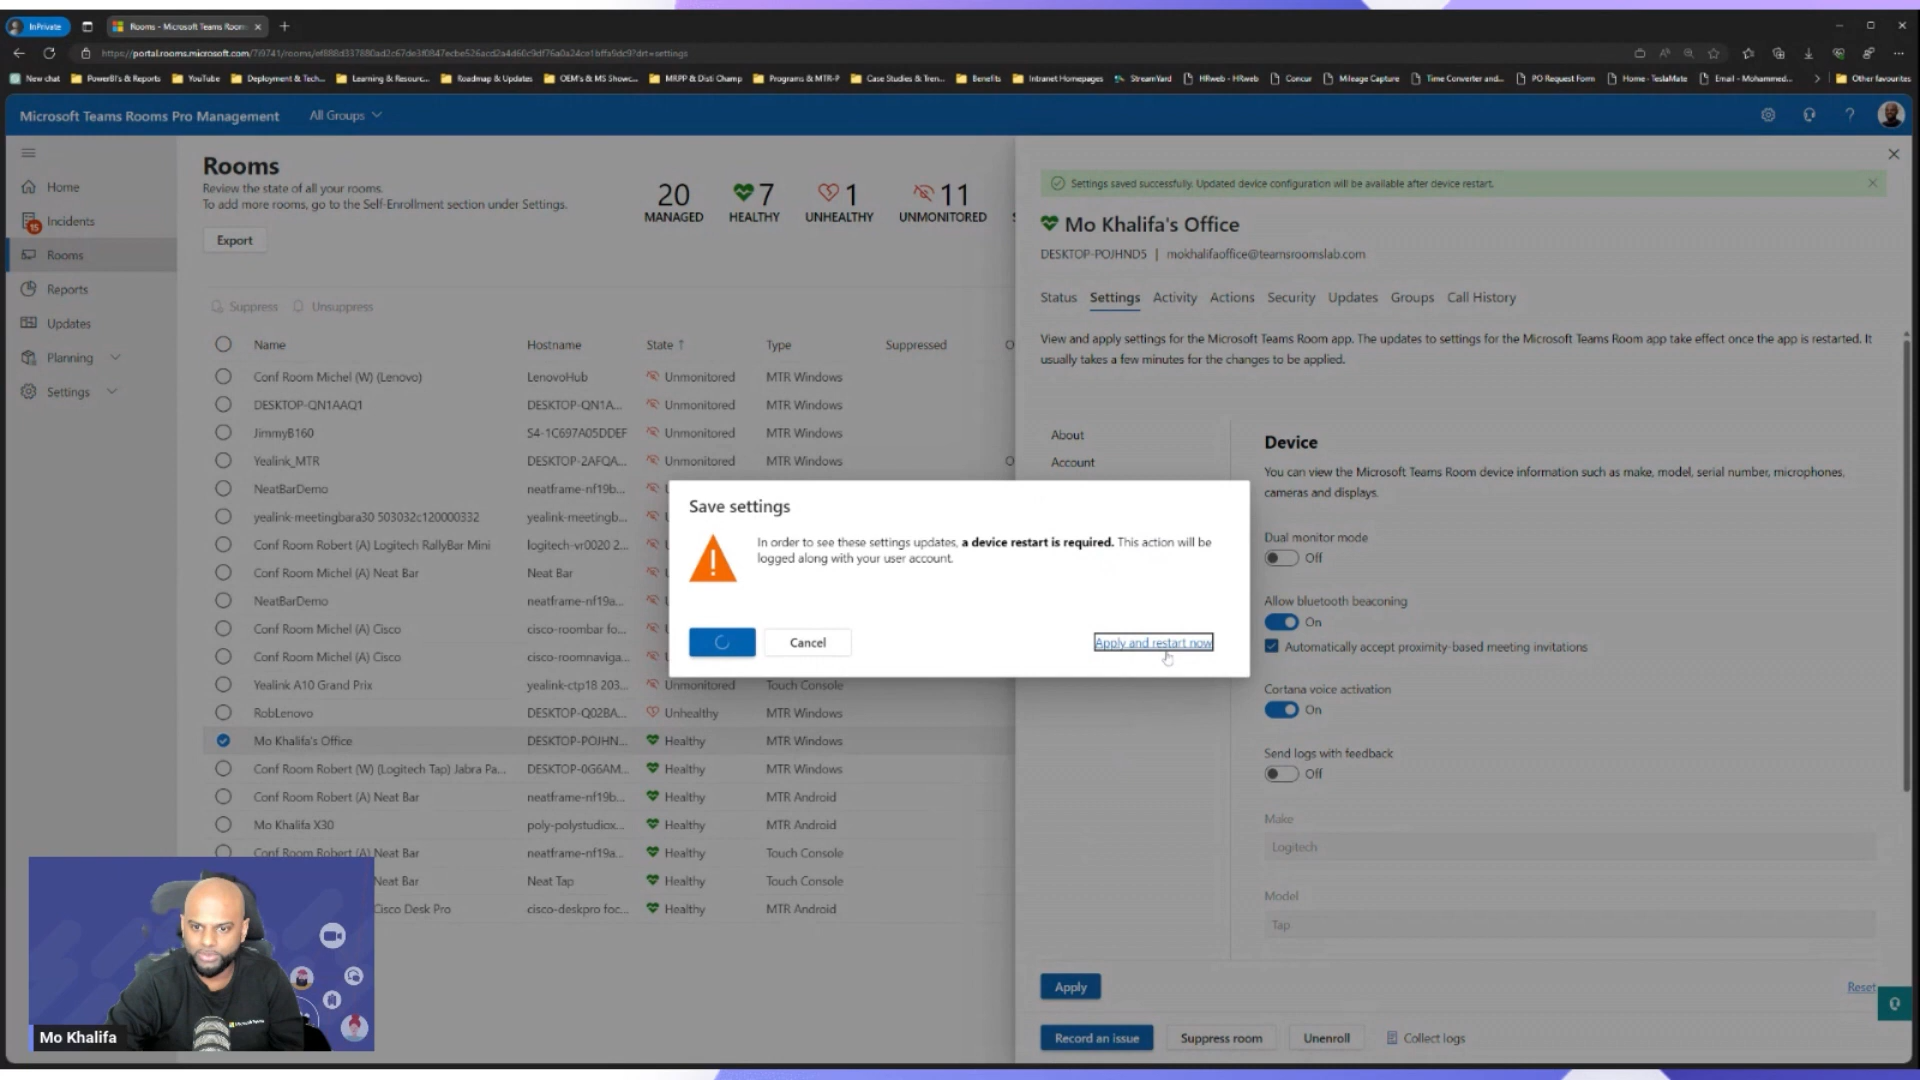 InPrivate
Rooms - Microsoft Teams Room
https://portal.rooms.microsoft.com
New chat
PowerBI's & Reports
YouTube
Deployment & Tech...
Learning & Resourc...
Roadmap & Updates
OEM's & MS Showc...
MRPP & Disti Champ
Programs & MTR-P
Case Studies & Tren...
Benefits
Intranet Homepages
StreamYard
HRweb - HRweb
Concur
Mileage Capture
Time Converter and...
PO Request Form
Home - TeslaMate
Email - Mohammed...
Other favourites
Microsoft Teams Rooms Pro Management
All Groups
Home
15
Incidents
Rooms
Reports
Updates
Planning
Settings
Rooms
Review the state of all your rooms.
To add more rooms, go to the Self-Enrollment section under Settings.
Export
20
MANAGED
7
HEALTHY
1
UNHEALTHY
11
UNMONITORED
Suppress
Unsuppress
Name Hostname State ↑ Type Suppressed
Conf Room Michel (W) (Lenovo) LenovoHub Unmonitored MTR Windows
DESKTOP-QN1AAQ1 DESKTOP-QN1A... Unmonitored MTR Windows
JimmyB160 S4-1C697A05DDEF Unmonitored MTR Windows
Yealink_MTR DESKTOP-2AFQA... Unmonitored MTR Windows
NeatBarDemo neatframe-nf19b...
yealink-meetingbara30 503032c120000332 yealink-meetingb...
Conf Room Robert (A) Logitech RallyBar Mini logitech-vr0020 2...
Conf Room Michel (A) Neat Bar Neat Bar
NeatBarDemo neatframe-nf19a...
Conf Room Michel (A) Cisco cisco-roombar fo...
Conf Room Michel (A) Cisco cisco-roomnaviga...
Yealink A10 Grand Prix yealink-ctp18 203... Unmonitored Touch Console
RobLenovo DESKTOP-Q02BA... Unhealthy MTR Windows
Mo Khalifa's Office DESKTOP-POJHN... Healthy MTR Windows
Conf Room Robert (W) (Logitech Tap) Jabra Pa... DESKTOP-0G6AM... Healthy MTR Windows
Conf Room Robert (A) Neat Bar neatframe-nf19b... Healthy MTR Android
Mo Khalifa X30 poly-polystudiox... Healthy MTR Android
Conf Room Robert (A) Neat Bar neatframe-nf19a... Healthy Touch Console
Neat Bar Neat Tap Healthy Touch Console
Cisco Desk Pro cisco-deskpro foc... Healthy MTR Android
Settings saved successfully. Updated device configuration will be available after device restart.
Mo Khalifa's Office
DESKTOP-POJHND5 | mokhalifaoffice@teamsroomslab.com
Status Settings Activity Actions Security Updates Groups Call History
View and apply settings for the Microsoft Teams Room app. The updates to settings for the Microsoft Teams Room app take effect once the app is restarted. It
usually takes a few minutes for the changes to be applied.
About
Account
Device
You can view the Microsoft Teams Room device information such as make, model, serial number, microphones,
cameras and displays.
Dual monitor mode
Off
Allow bluetooth beaconing
On
Automatically accept proximity-based meeting invitations
Cortana voice activation
On
Send logs with feedback
Off
Make
Logitech
Model
Tap
Apply
Reset
Record an issue
Suppress room
Unenroll
Collect logs
Save settings
In order to see these settings updates, a device restart is required. This action will be
logged along with your user account.
Cancel
Apply and restart now
Mo Khalifa